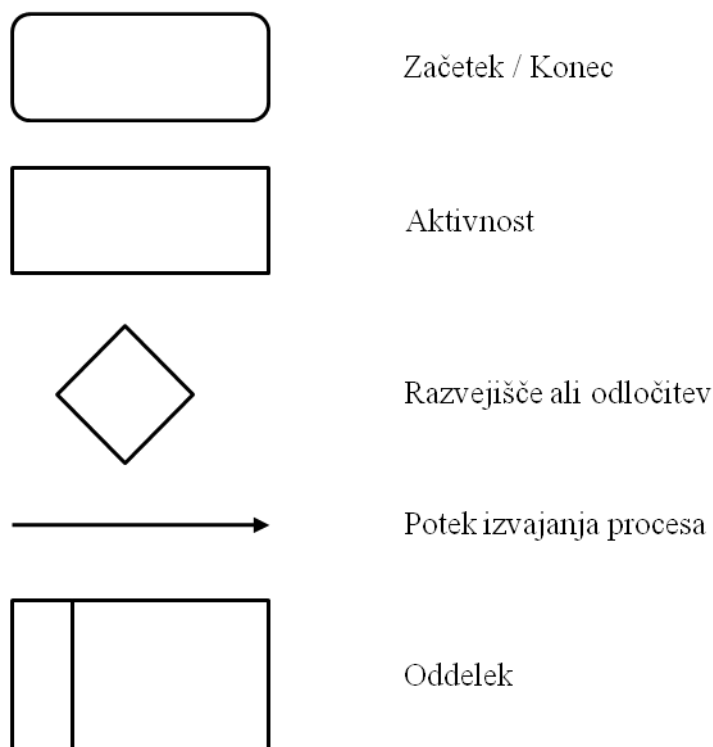 Začetek / Konec
Aktivnost
Razvejišče ali odločitev
Potek izvajanja procesa
Oddelek